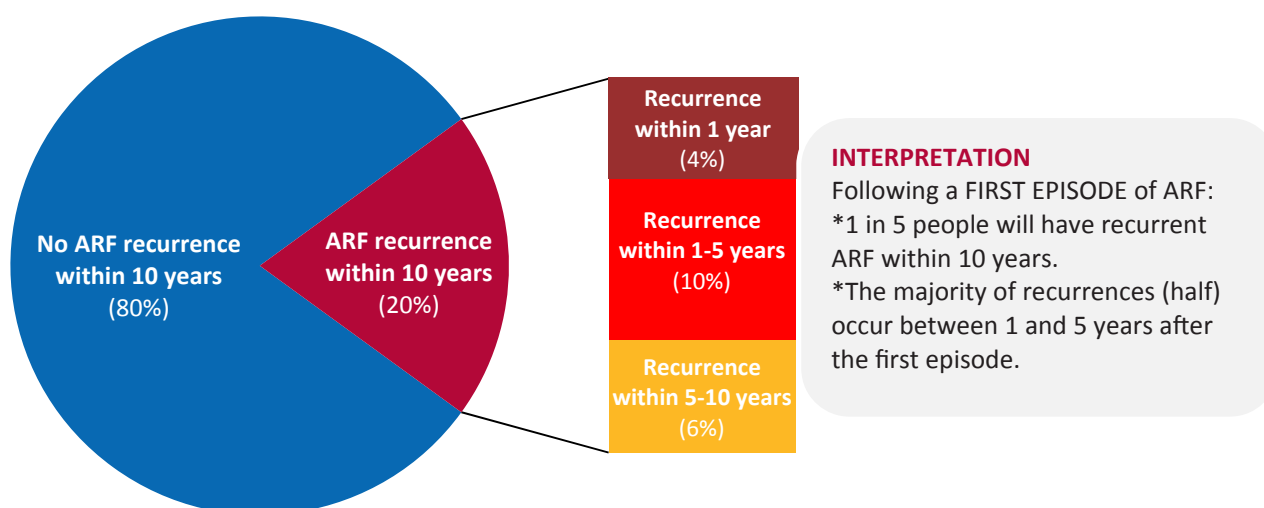 No ARF recurrence
within 10 years
(80%)
ARF recurrence
within 10 years
(20%)
Recurrence
within 1 year
(4%)
Recurrence
within 1-5 years
(10%)
Recurrence
within 5-10 years
(6%)
INTERPRETATION
Following a FIRST EPISODE of ARF:
*1 in 5 people will have recurrent
ARF within 10 years.
*The majority of recurrences (half)
occur between 1 and 5 years after
the first episode.